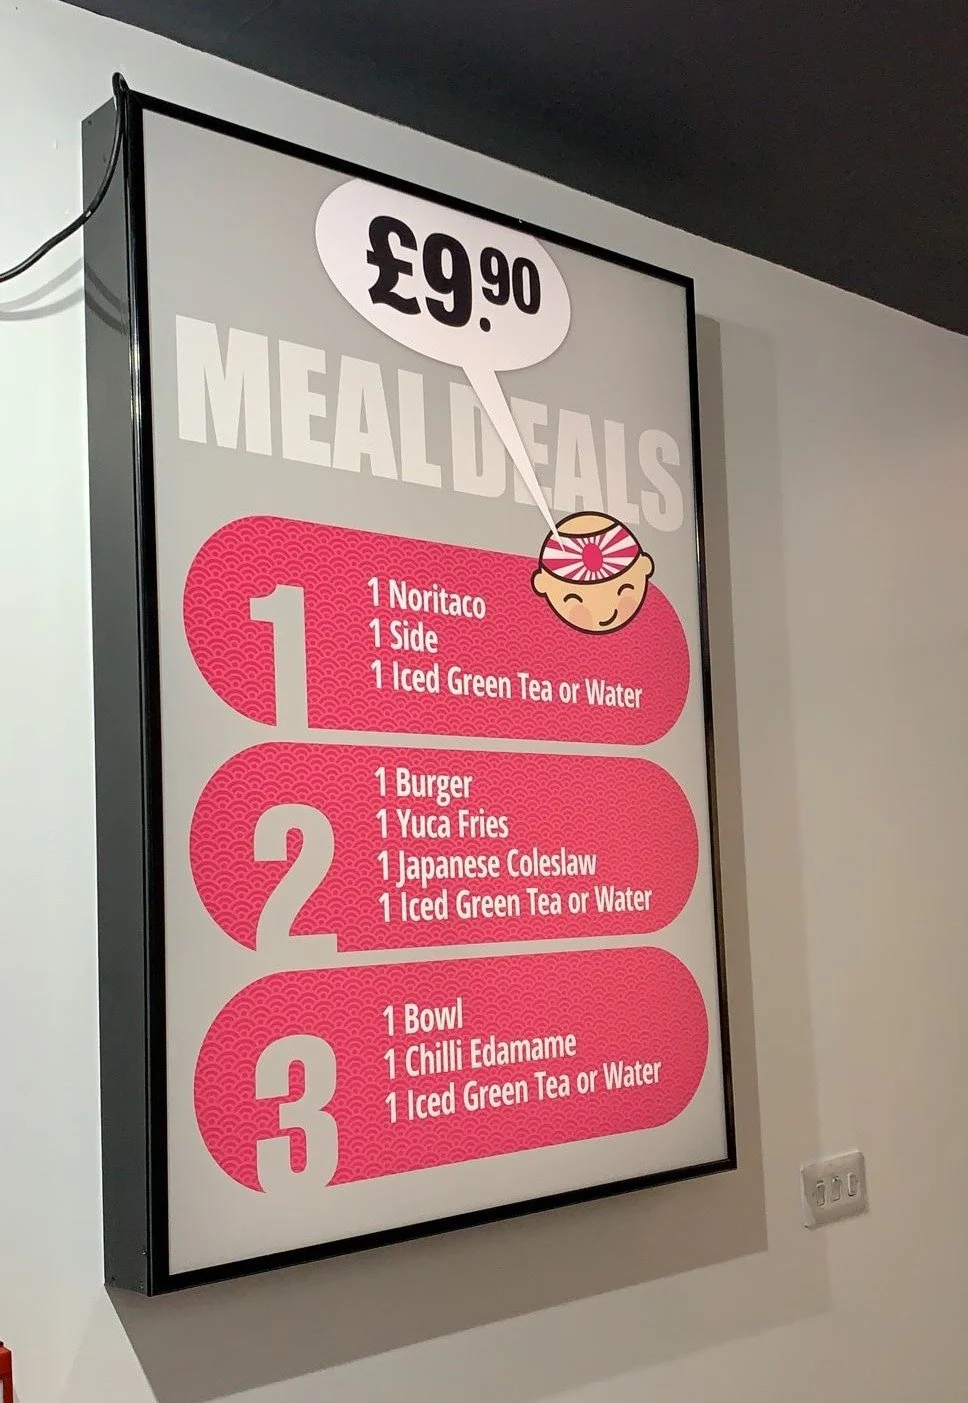 £9.90
MEAL DEALS
1
1 Noritaco
1 Side
1 Iced Green Tea or Water
2
1 Burger
1 Yuca Fries
1 Japanese Coleslaw
1 Iced Green Tea or Water
3
1 Bowl
1 Chilli Edamame
1 Iced Green Tea or Water